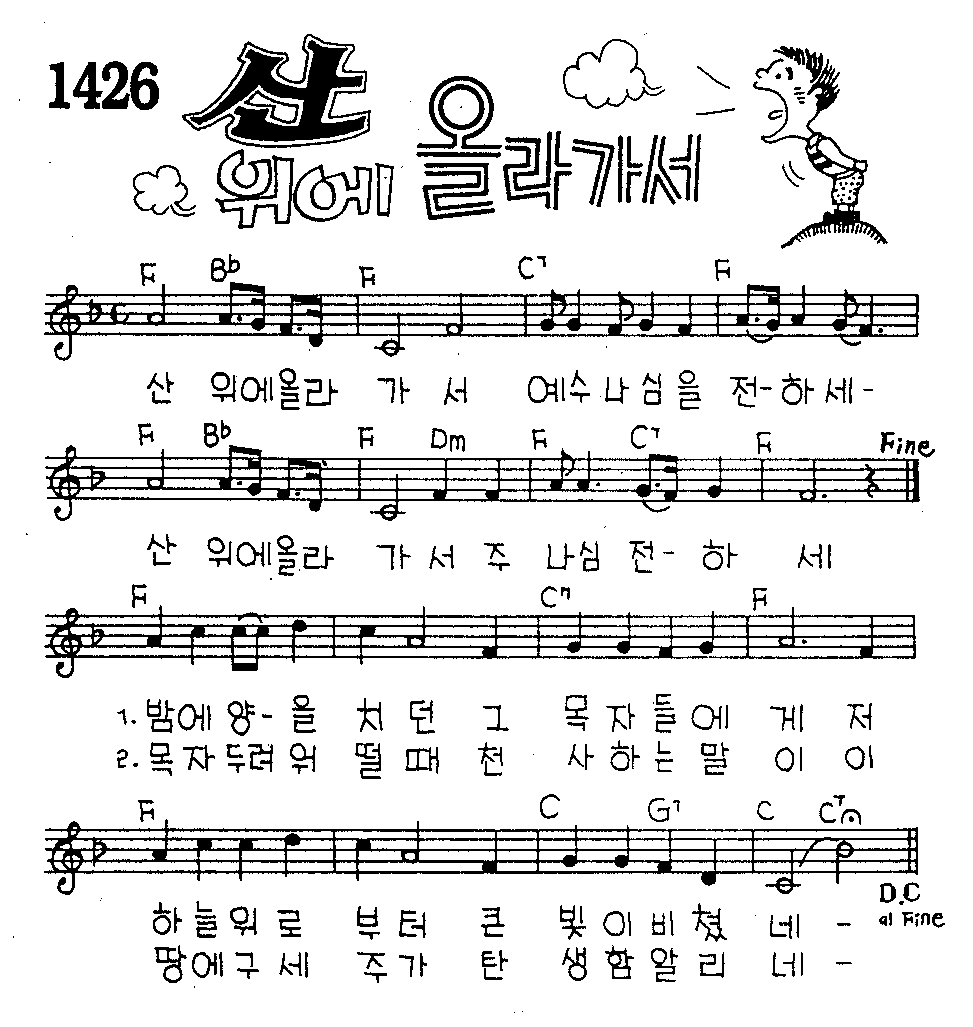 1426
산
위에 올라가서
F B♭ F C7 F
산 위에올라 가 서 예수나심을 전-하세-
F B♭ F Dm F C7 F Fine
산 위에올라 가 서 주 나심 전- 하 세
F C7 F
1. 밤에 양-을 치 던 그 목 자 들 에 게 저
2. 목자두려워 떨 때 천 사 하 는 말 이 이
F C G7 C C7
D.C
al Fine
하늘위로 부 터 큰 빛 이 비 쳤 네 -
땅에구세 주 가 탄 생 함 알 리 네 -